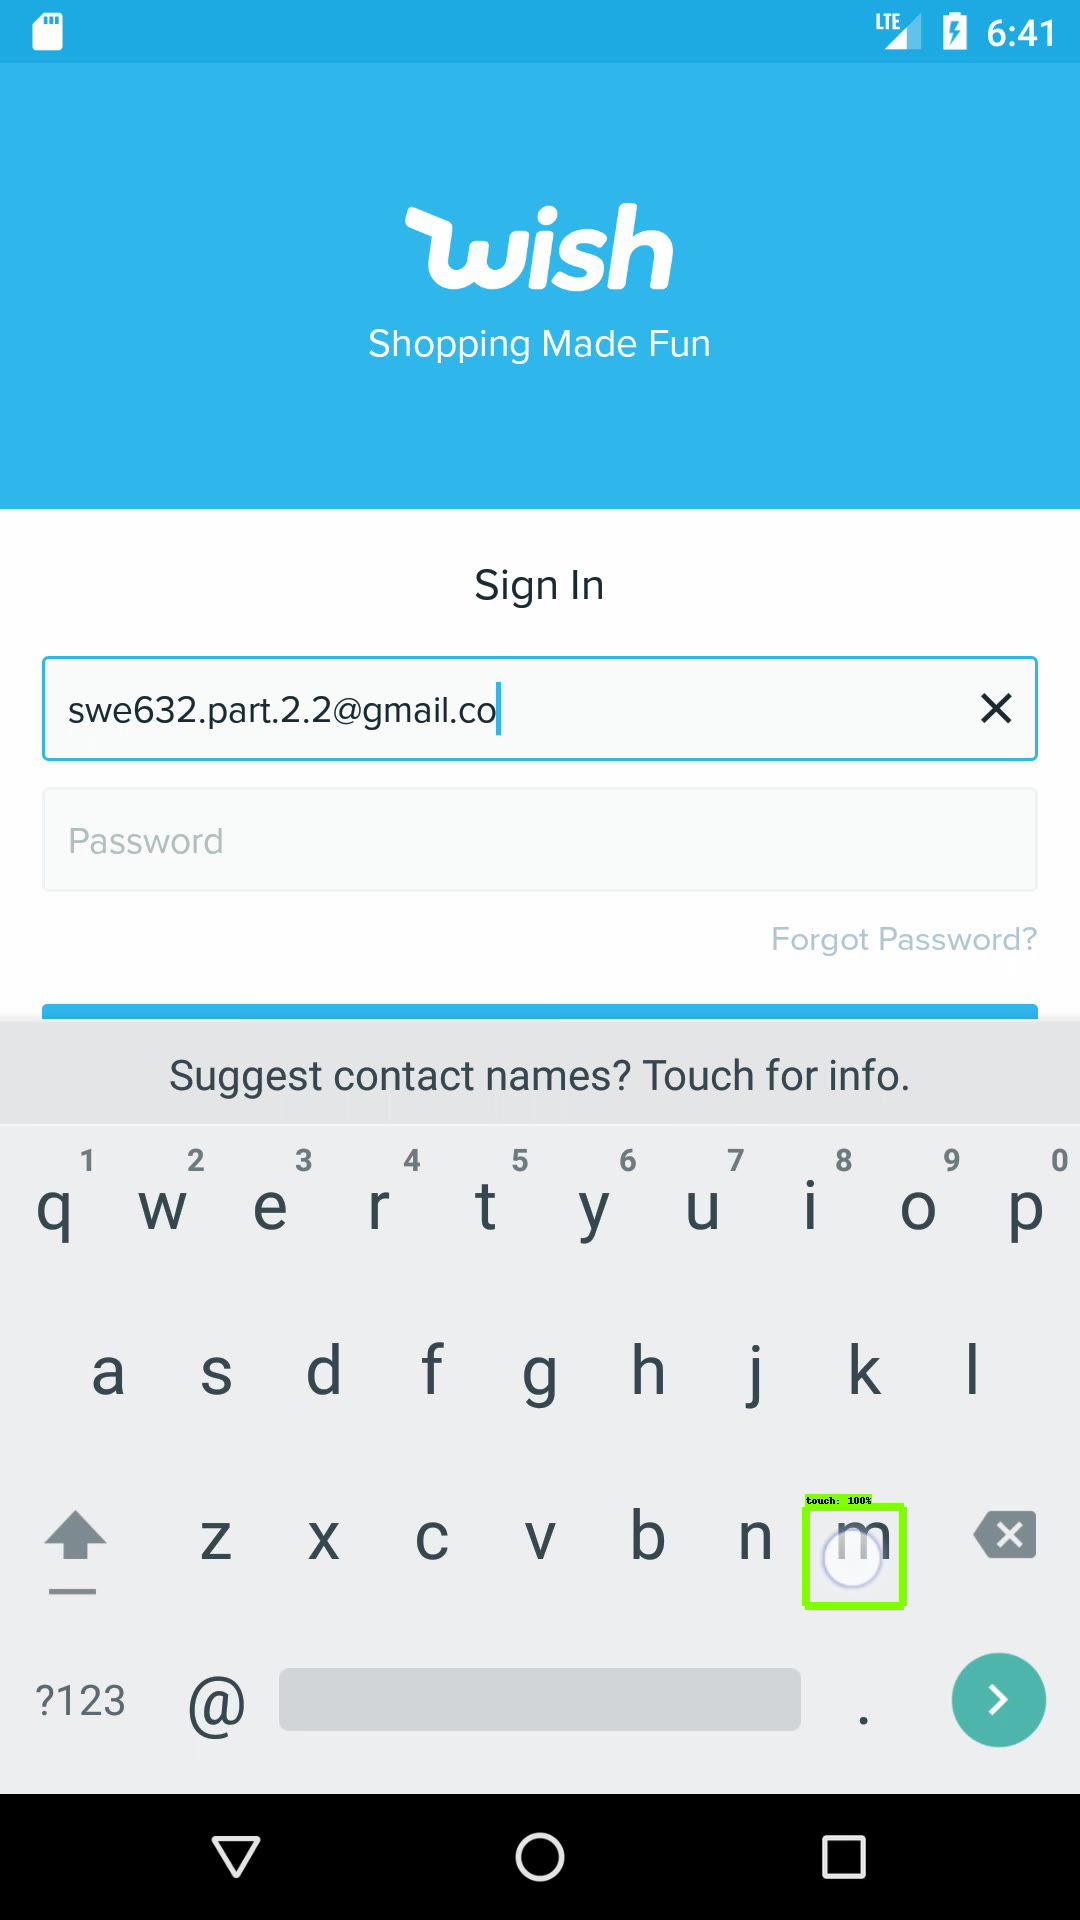 LTE 6:41
wish
Shopping Made Fun
Sign In
swe632.part.2.2@gmail.co
Password
Forgot Password?
Suggest contact names? Touch for info.
1 2 3 4 5 6 7 8 9 0
q w e r t y u i o p
a s d f g h j k l
touch: 100%
z x c v b n m
?123 @ .